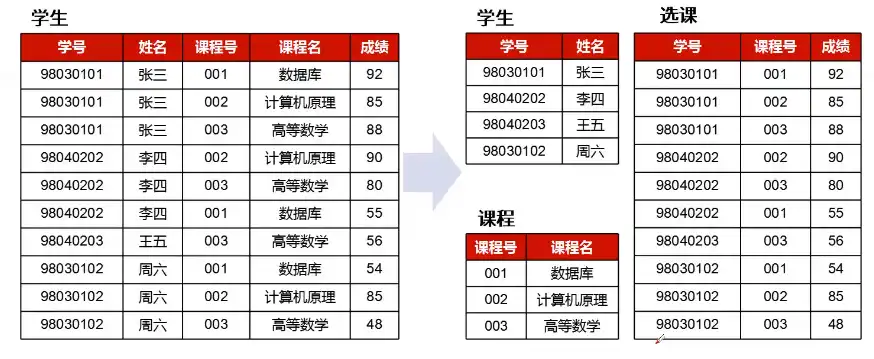 学生
学号 姓名 课程号 课程名 成绩
98030101 张三 001 数据库 92
98030101 张三 002 计算机原理 85
98030101 张三 003 高等数学 88
98040202 李四 002 计算机原理 90
98040202 李四 003 高等数学 80
98040202 李四 001 数据库 55
98040203 王五 003 高等数学 56
98030102 周六 001 数据库 54
98030102 周六 002 计算机原理 85
98030102 周六 003 高等数学 48
学生
学号 姓名
98030101 张三
98040202 李四
98040203 王五
98030102 周六
课程
课程号 课程名
001 数据库
002 计算机原理
003 高等数学
选课
学号 课程号 成绩
98030101 001 92
98030101 002 85
98030101 003 88
98040202 002 90
98040202 003 80
98040202 001 55
98040203 003 56
98030102 001 54
98030102 002 85
98030102 003 48